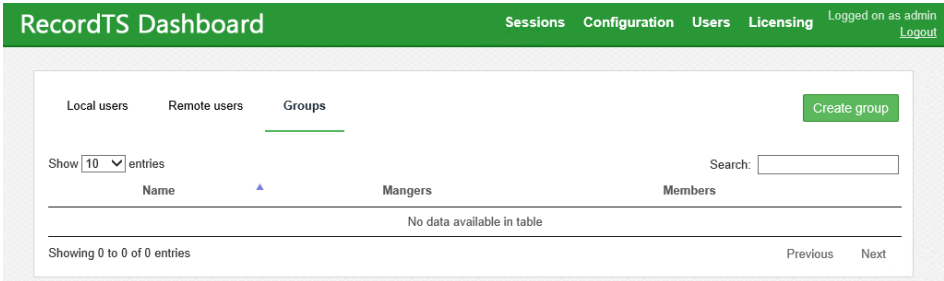 RecordTS Dashboard
Sessions Configuration Users Licensing
Logged on as admin
Logout
Local users Remote users Groups
Create group
Show 10 entries
Search:
Name Mangers Members
No data available in table
Showing 0 to 0 of 0 entries
Previous Next